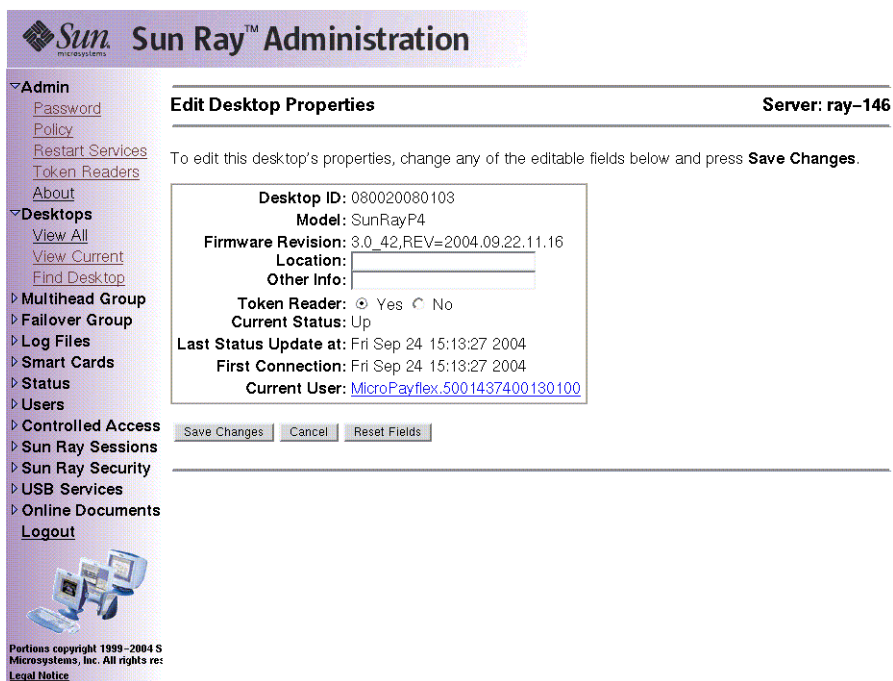 Sun microsystems Sun Ray™ Administration
Admin
Password
Policy
Restart Services
Token Readers
About
Desktops
View All
View Current
Find Desktop
Multihead Group
Failover Group
Log Files
Smart Cards
Status
Users
Controlled Access
Sun Ray Sessions
Sun Ray Security
USB Services
Online Documents
Logout
Portions copyright 1999-2004 S
Microsystems, Inc. All rights res
Legal Notice
Edit Desktop Properties Server: ray-146
To edit this desktop's properties, change any of the editable fields below and press Save Changes.
Desktop ID: 080020080103
Model: SunRayP4
Firmware Revision: 3.0_42,REV=2004.09.22.11.16
Location:
Other Info:
Token Reader: Yes No
Current Status: Up
Last Status Update at: Fri Sep 24 15:13:27 2004
First Connection: Fri Sep 24 15:13:27 2004
Current User: MicroPayflex.5001437400130100
Save Changes Cancel Reset Fields